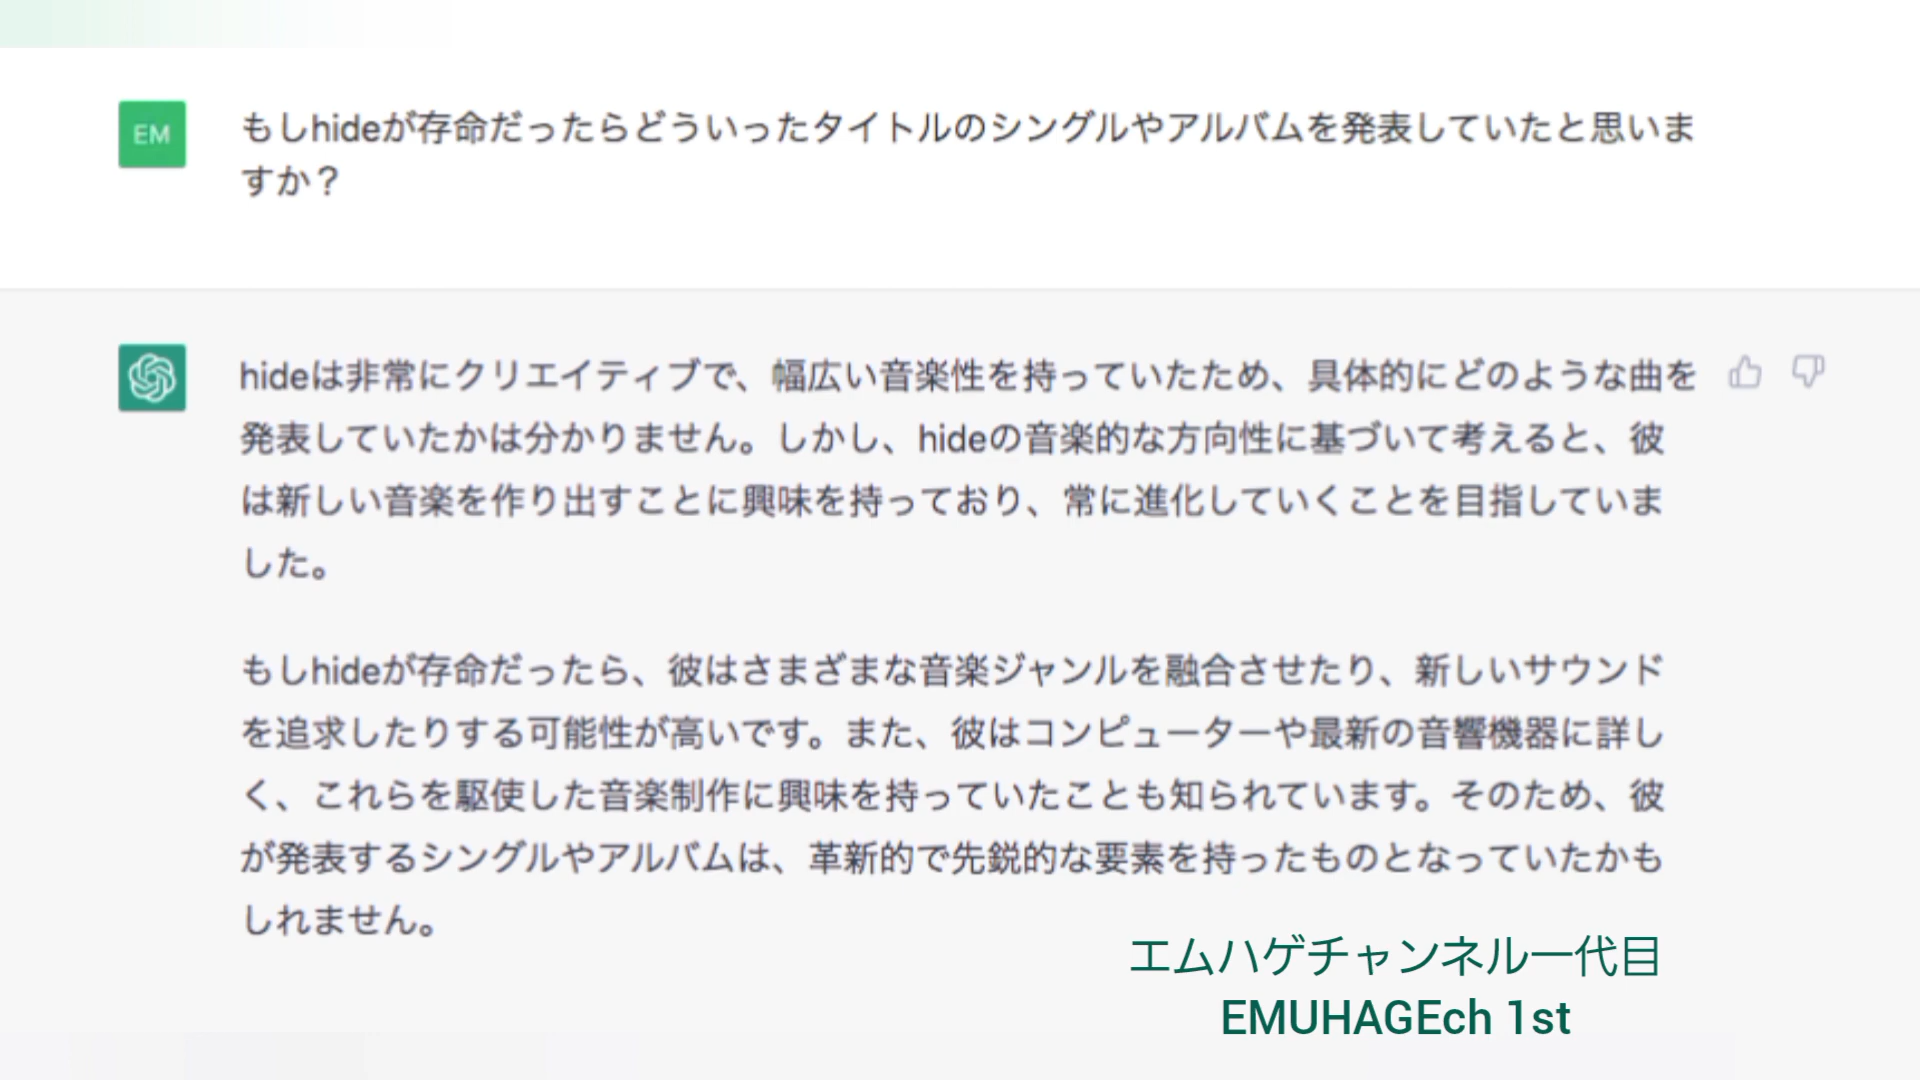 EM
もしhideが存命だったらどういったタイトルのシングルやアルバムを発表していたと思いま
すか？
hideは非常にクリエイティブで、幅広い音楽性を持っていたため、具体的にどのような曲を
発表していたかは分かりません。しかし、hideの音楽的な方向性に基づいて考えると、彼
は新しい音楽を作り出すことに興味を持っており、常に進化していくことを目指していま
した。
もしhideが存命だったら、彼はさまざまな音楽ジャンルを融合させたり、新しいサウンド
を追求したりする可能性が高いです。また、彼はコンピューターや最新の音響機器に詳し
く、これらを駆使した音楽制作に興味を持っていたことも知られています。そのため、彼
が発表するシングルやアルバムは、革新的で先鋭的な要素を持ったものとなっていたかも
しれません。
エムハゲチャンネル一代目
EMUHAGEch 1st